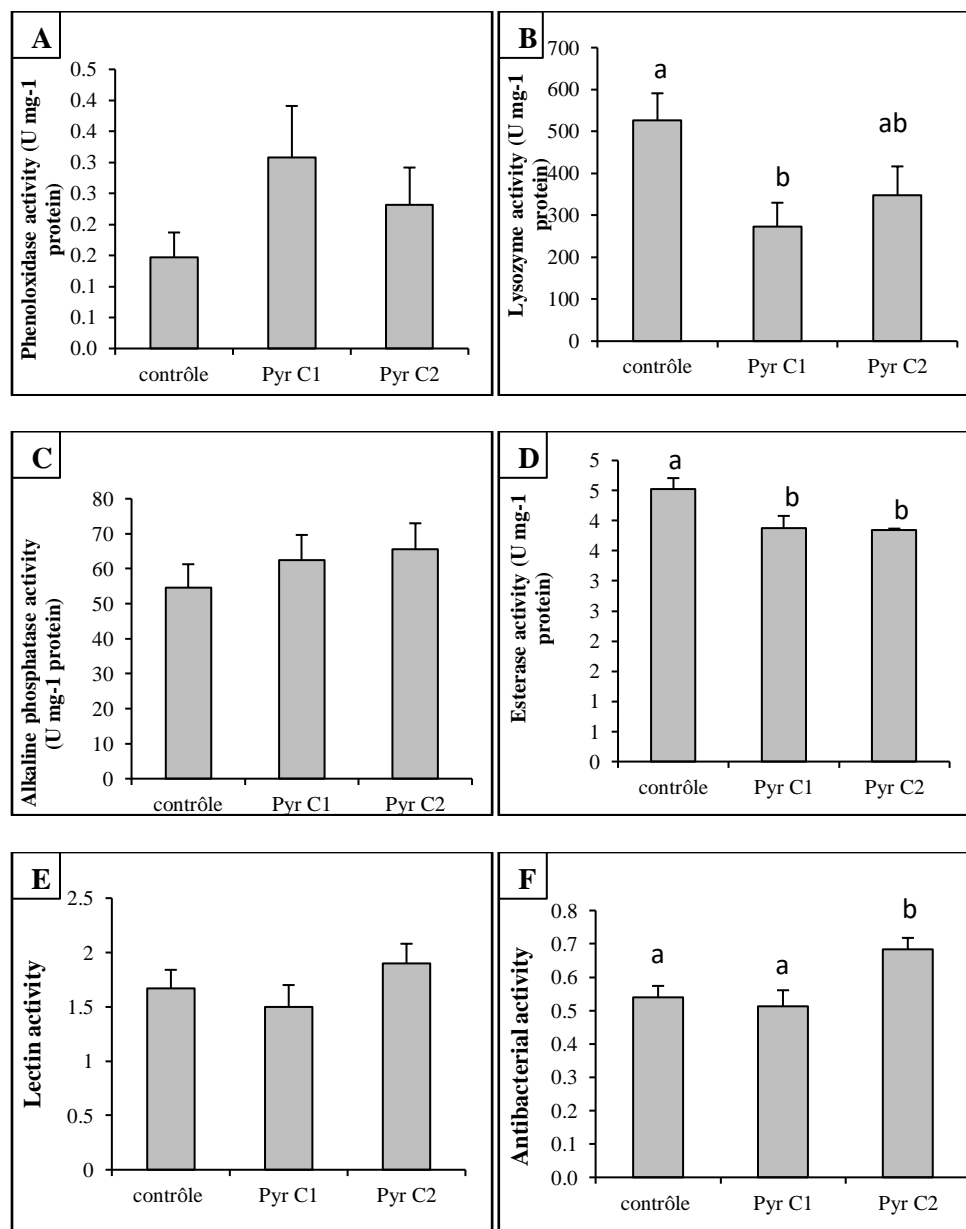 A
Phenoloxidase activity (U mg-1
protein)
0.5
0.4
0.4
0.3
0.3
0.2
0.2
0.1
0.1
0.0
contrôle Pyr C1 Pyr C2
B
Lysozyme activity (U mg-1
protein)
700
600
500
400
300
200
100
0
a
b
ab
contrôle Pyr C1 Pyr C2
C
Alkaline phosphatase activity
(U mg-1 protein)
80
70
60
50
40
30
20
10
0
contrôle Pyr C1 Pyr C2
D
Esterase activity (U mg-1
protein)
5
5
4
4
3
3
2
2
1
1
0
a
b
b
contrôle Pyr C1 Pyr C2
E
Lectin activity
2.5
2
1.5
1
0.5
0
contrôle Pyr C1 Pyr C2
F
Antibacterial activity
0.8
0.7
0.6
0.5
0.4
0.3
0.2
0.1
0.0
a
a
b
contrôle Pyr C1 Pyr C2